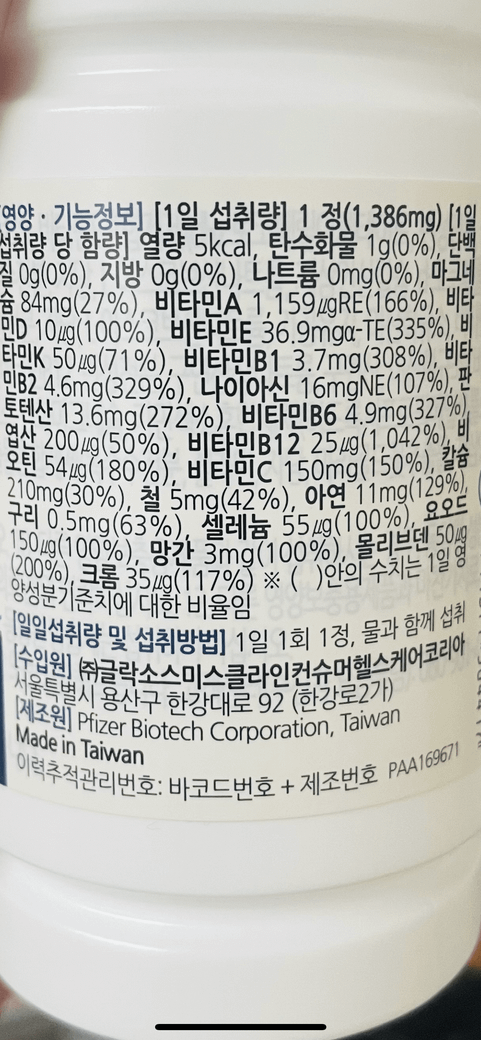 [영양 · 기능정보] [1일 섭취량] 1 정(1,386mg) [1일
섭취량 당 함량] 열량 5kcal, 탄수화물 1g(0%), 단백
질 0g(0%), 지방 0g(0%), 나트륨 0mg(0%), 마그네
슘 84mg(27%), 비타민A 1,159㎍RE(166%), 비타
민D 10㎍(100%), 비타민E 36.9mgα-TE(335%), 비
타민K 50㎍(71%), 비타민B1 3.7mg(308%), 비타
민B2 4.6mg(329%), 나이아신 16mgNE(107%), 판
토텐산 13.6mg(272%), 비타민B6 4.9mg(327%),
엽산 200㎍(50%), 비타민B12 25㎍(1,042%), 비
오틴 54㎍(180%), 비타민C 150mg(150%), 칼슘
210mg(30%), 철 5mg(42%), 아연 11mg(129%),
구리 0.5mg(63%), 셀레늄 55㎍(100%), 요오드
150㎍(100%), 망간 3mg(100%), 몰리브덴 50㎍
(200%), 크롬 35㎍(117%) ※ ( )안의 수치는 1일 영
양성분기준치에 대한 비율임
[일일섭취량 및 섭취방법] 1일 1회 1정, 물과 함께 섭취
[수입원] ㈜글락소스미스클라인컨슈머헬스케어코리아
서울특별시 용산구 한강대로 92 (한강로2가)
[제조원] Pfizer Biotech Corporation, Taiwan
Made in Taiwan
이력추적관리번호: 바코드번호 + 제조번호 PAA169671